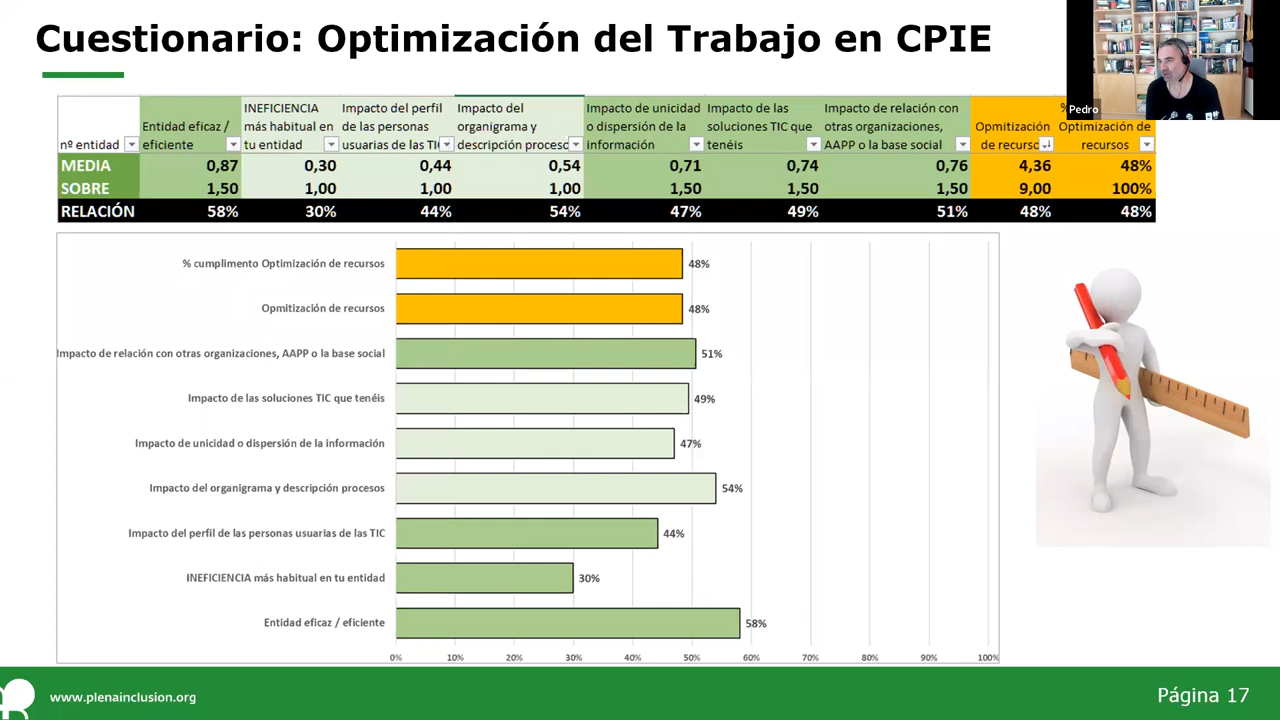 Cuestionario: Optimización del Trabajo en CPIE
Pedro
nº entidad
Entidad eficaz /
eficiente
INEFICIENCIA
más habitual en
tu entidad
Impacto del perfil
de las personas
usuarias de las TIC
Impacto del
organigrama y
descripción proceso
Impacto de unicidad
o dispersión de la
información
Impacto de las
soluciones TIC que
tenéis
Impacto de relación con
otras organizaciones,
AAPP o la base social
Opmitización
de recurso
%
Optimización de
recursos
MEDIA 0,87 0,30 0,44 0,54 0,71 0,74 0,76 4,36 48%
SOBRE 1,50 1,00 1,00 1,00 1,50 1,50 1,50 9,00 100%
RELACIÓN 58% 30% 44% 54% 47% 49% 51% 48% 48%
% cumplimento Optimización de recursos 48%
Opmitización de recursos 48%
Impacto de relación con otras organizaciones, AAPP o la base social 51%
Impacto de las soluciones TIC que tenéis 49%
Impacto de unicidad o dispersión de la información 47%
Impacto del organigrama y descripción procesos 54%
Impacto del perfil de las personas usuarias de las TIC 44%
INEFICIENCIA más habitual en tu entidad 30%
Entidad eficaz / eficiente 58%
0% 10% 20% 30% 40% 50% 60% 70% 80% 90% 100%
www.plenainclusion.org
Página 17